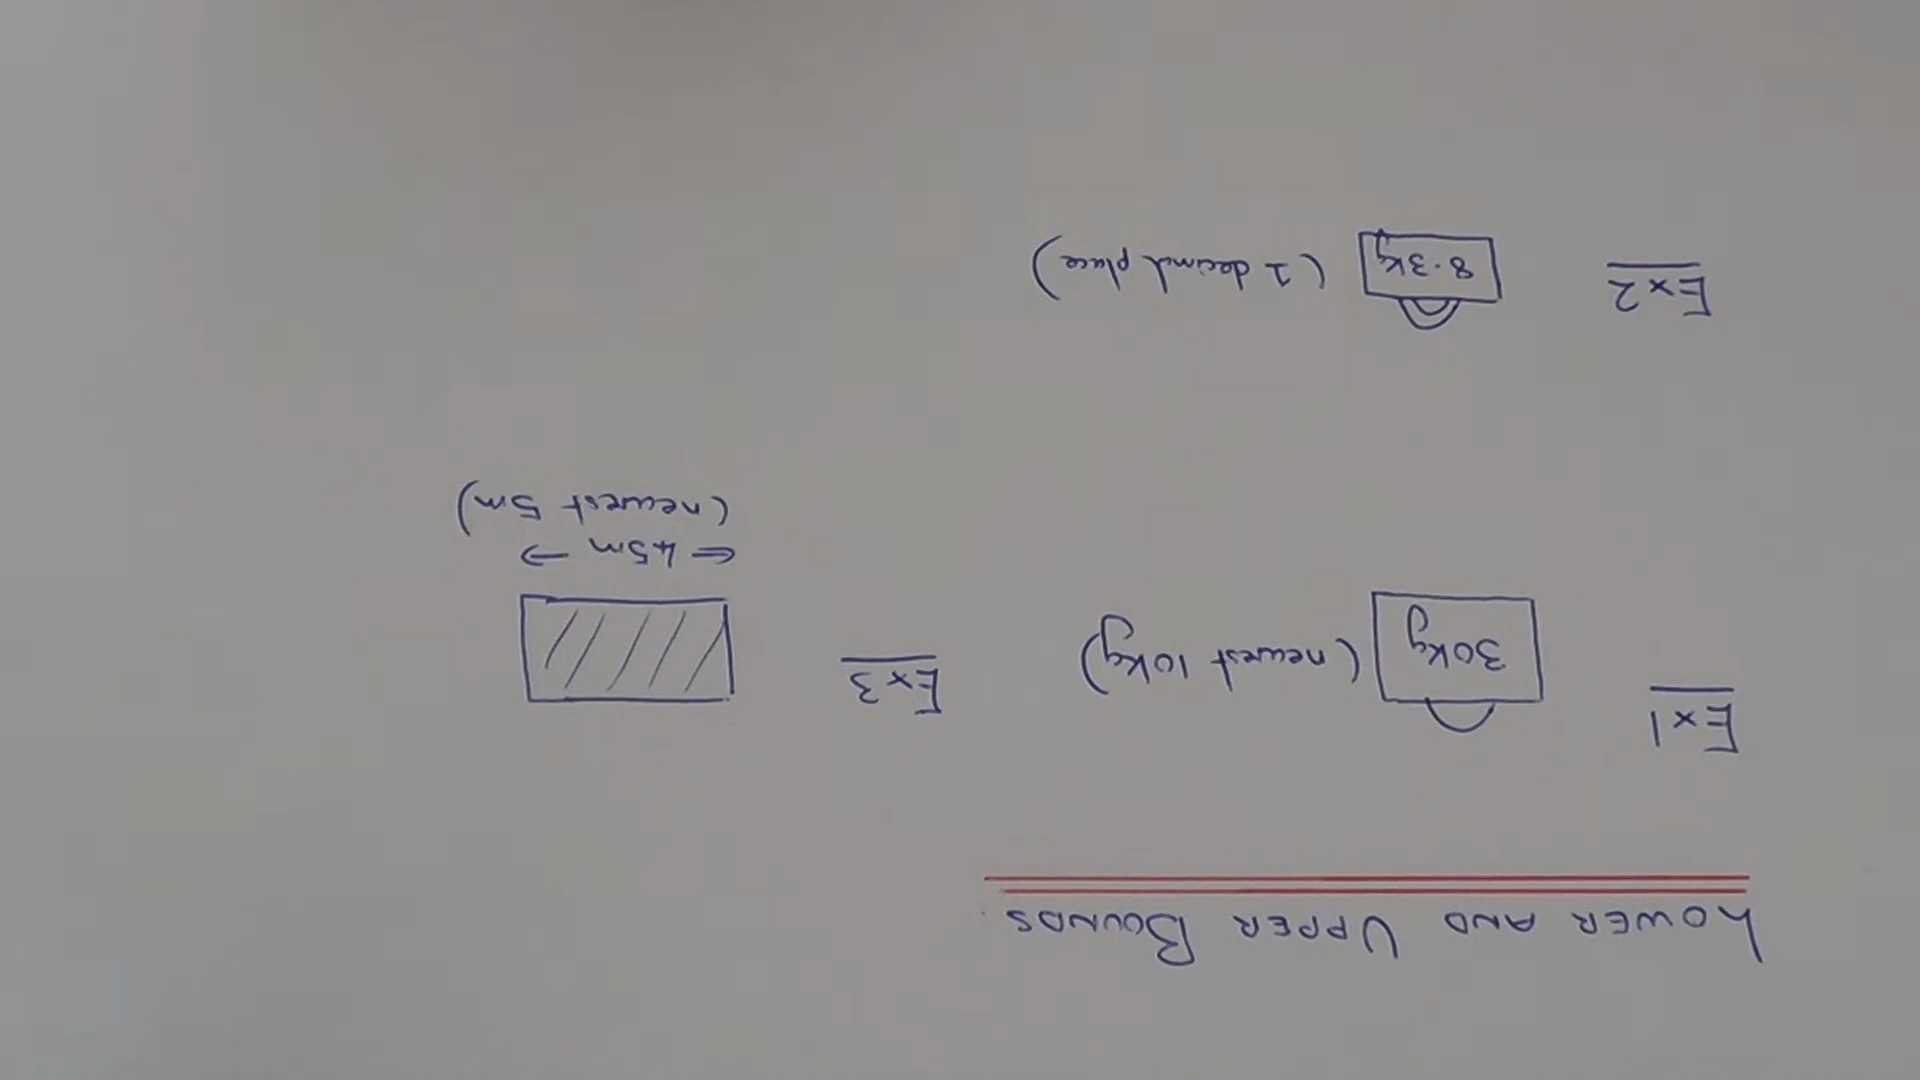 LOWER AND UPPER BOUNDS.
Ex1
30kg
(nearest 10kg)
Ex2
8.3kg
(1 decimal place)
Ex3
← 45m →
(nearest 5m)